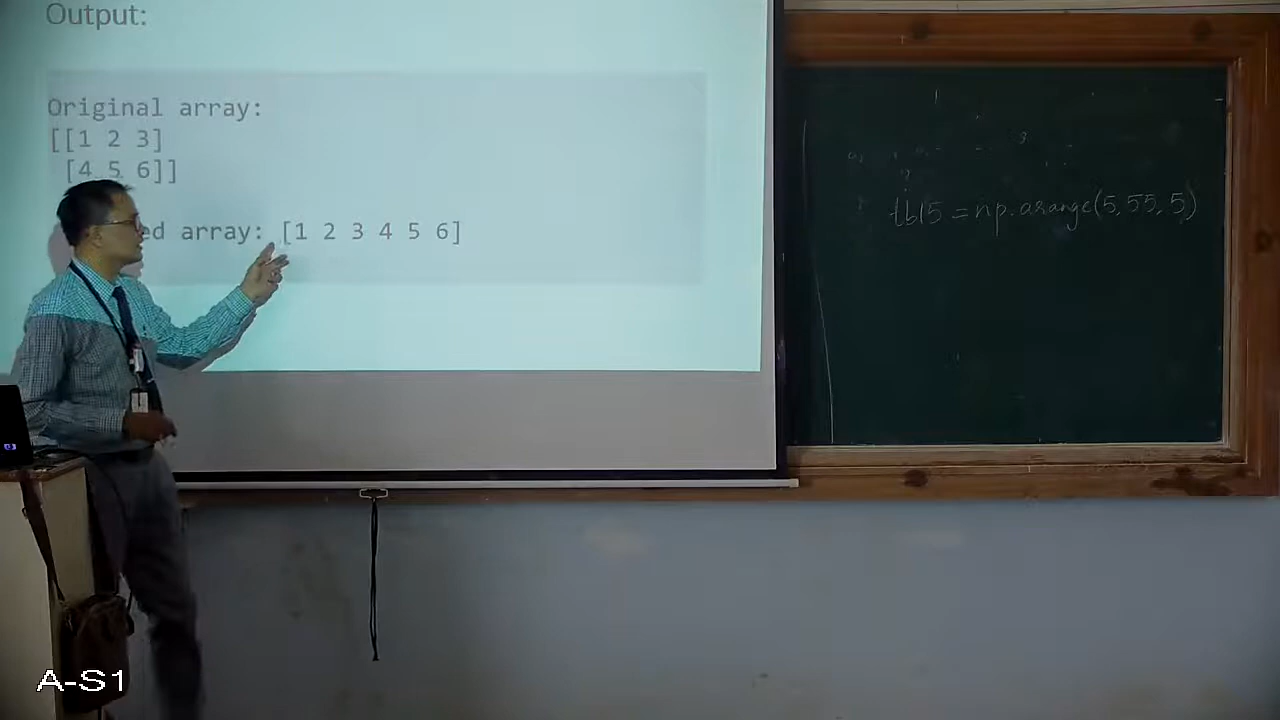 Output:
Original array:
[[1 2 3]
[4 5 6]]
ed array: [1 2 3 4 5 6]
tbl5 = np.arange(5, 55, 5)
A-S1